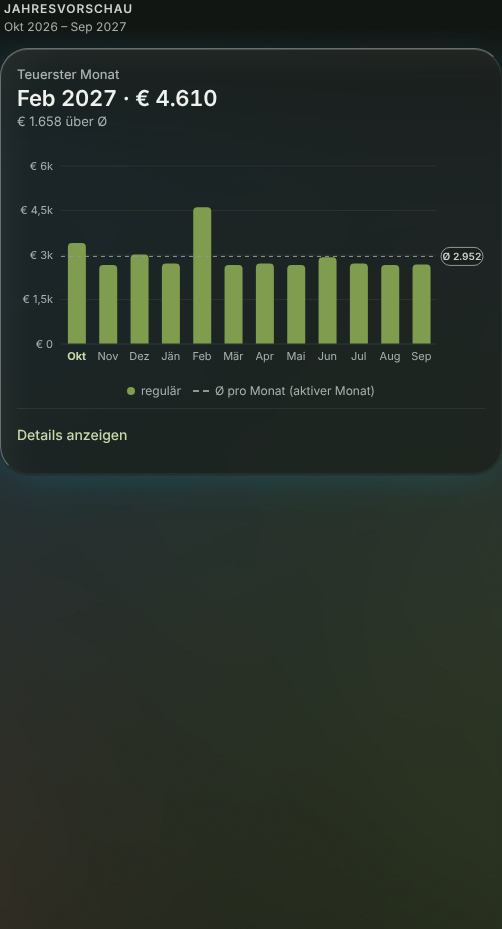 JAHRESVORSCHAU
Okt 2026 – Sep 2027
Teuerster Monat
Feb 2027 · € 4.610
€ 1.658 über Ø
€ 6k
€ 4,5k
€ 3k
Ø 2.952
€ 1,5k
€ 0
Okt Nov Dez Jän Feb Mär Apr Mai Jun Jul Aug Sep
regulär Ø pro Monat (aktiver Monat)
Details anzeigen